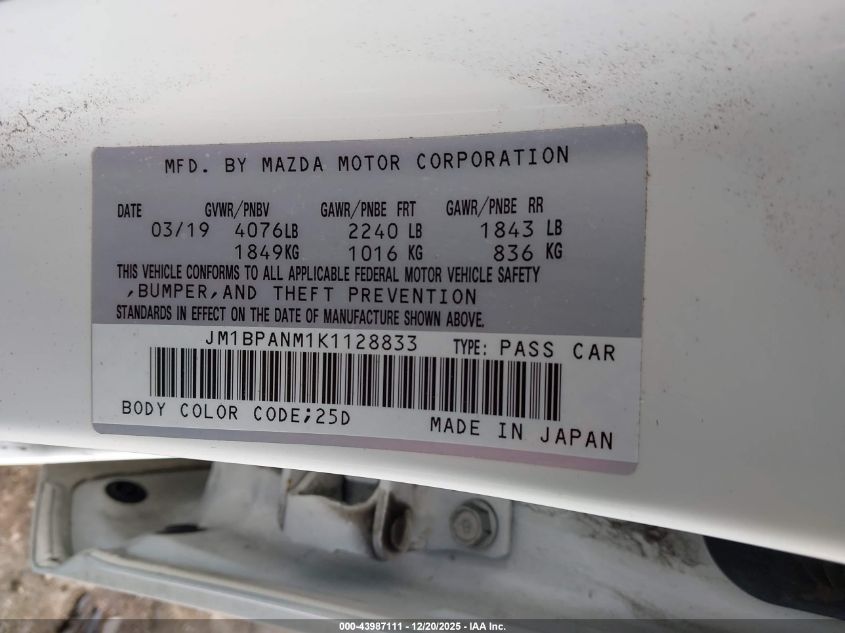 MFD. BY MAZDA MOTOR CORPORATION
DATE GVWR/PNBV GAWR/PNBE FRT GAWR/PNBE RR
03/19 4076LB 2240 LB 1843 LB
1849KG 1016 KG 836 KG
THIS VEHICLE CONFORMS TO ALL APPLICABLE FEDERAL MOTOR VEHICLE SAFETY
,BUMPER,AND THEFT PREVENTION
STANDARDS IN EFFECT ON THE DATE OF MANUFACTURE SHOWN ABOVE.
JM1BPANM1K1128833 TYPE: PASS CAR
BODY COLOR CODE;25D MADE IN JAPAN
000-43987111 - 12/20/2025 - IAA Inc.